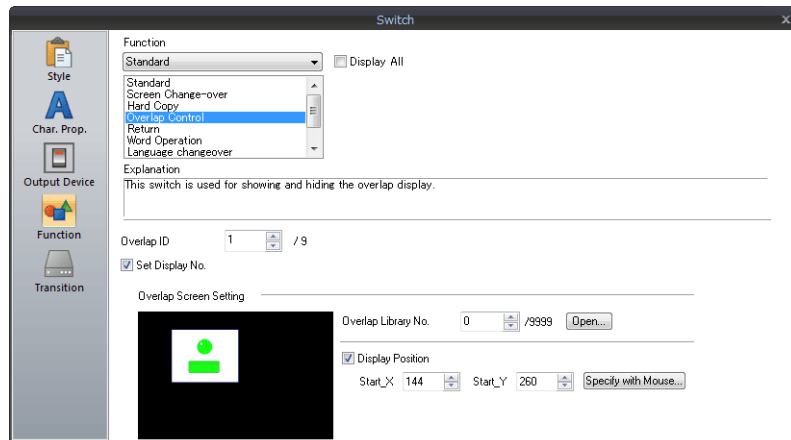 Switch
x
Style
Char. Prop.
Output Device
Function
Transition
Function
Standard
Display All
Standard
Screen Change-over
Hard Copy
Overlap Control
Return
Word Operation
Language changeover
Explanation
This switch is used for showing and hiding the overlap display.
Overlap ID 1 / 9
Set Display No.
Overlap Screen Setting
Overlap Library No. 0 /9999 Open...
Display Position
Start_X 144 Start_Y 260 Specify with Mouse...